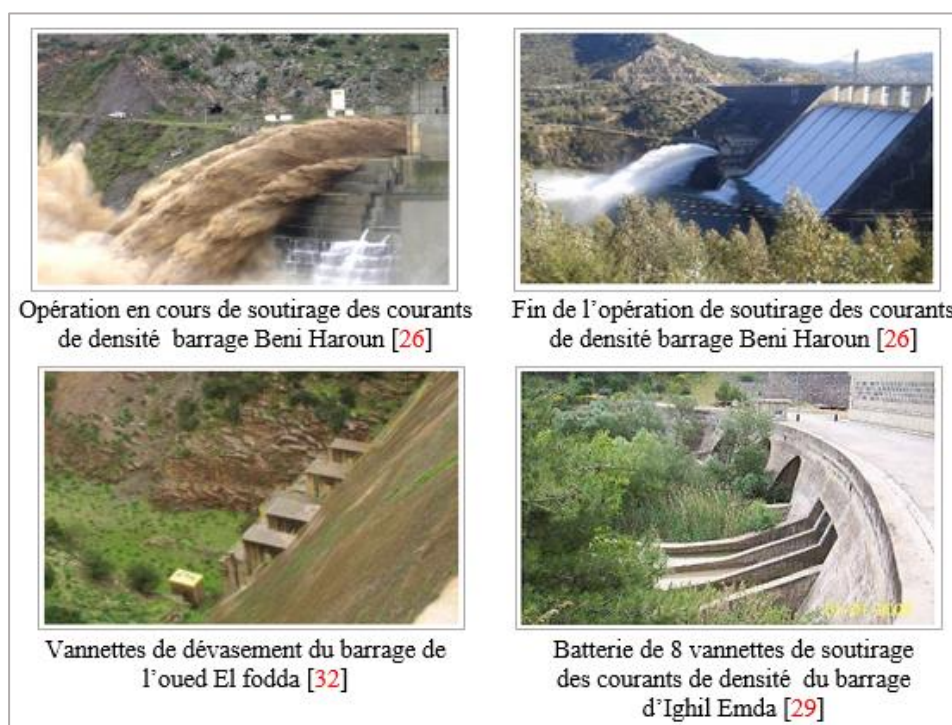 Opération en cours de soutirage des courants
de densité barrage Beni Haroun [26]
Fin de l’opération de soutirage des courants
de densité barrage Beni Haroun [26]
Vannettes de dévasement du barrage de
l’oued El fodda [32]
Batterie de 8 vannettes de soutirage
des courants de densité du barrage
d’Ighil Emda [29]